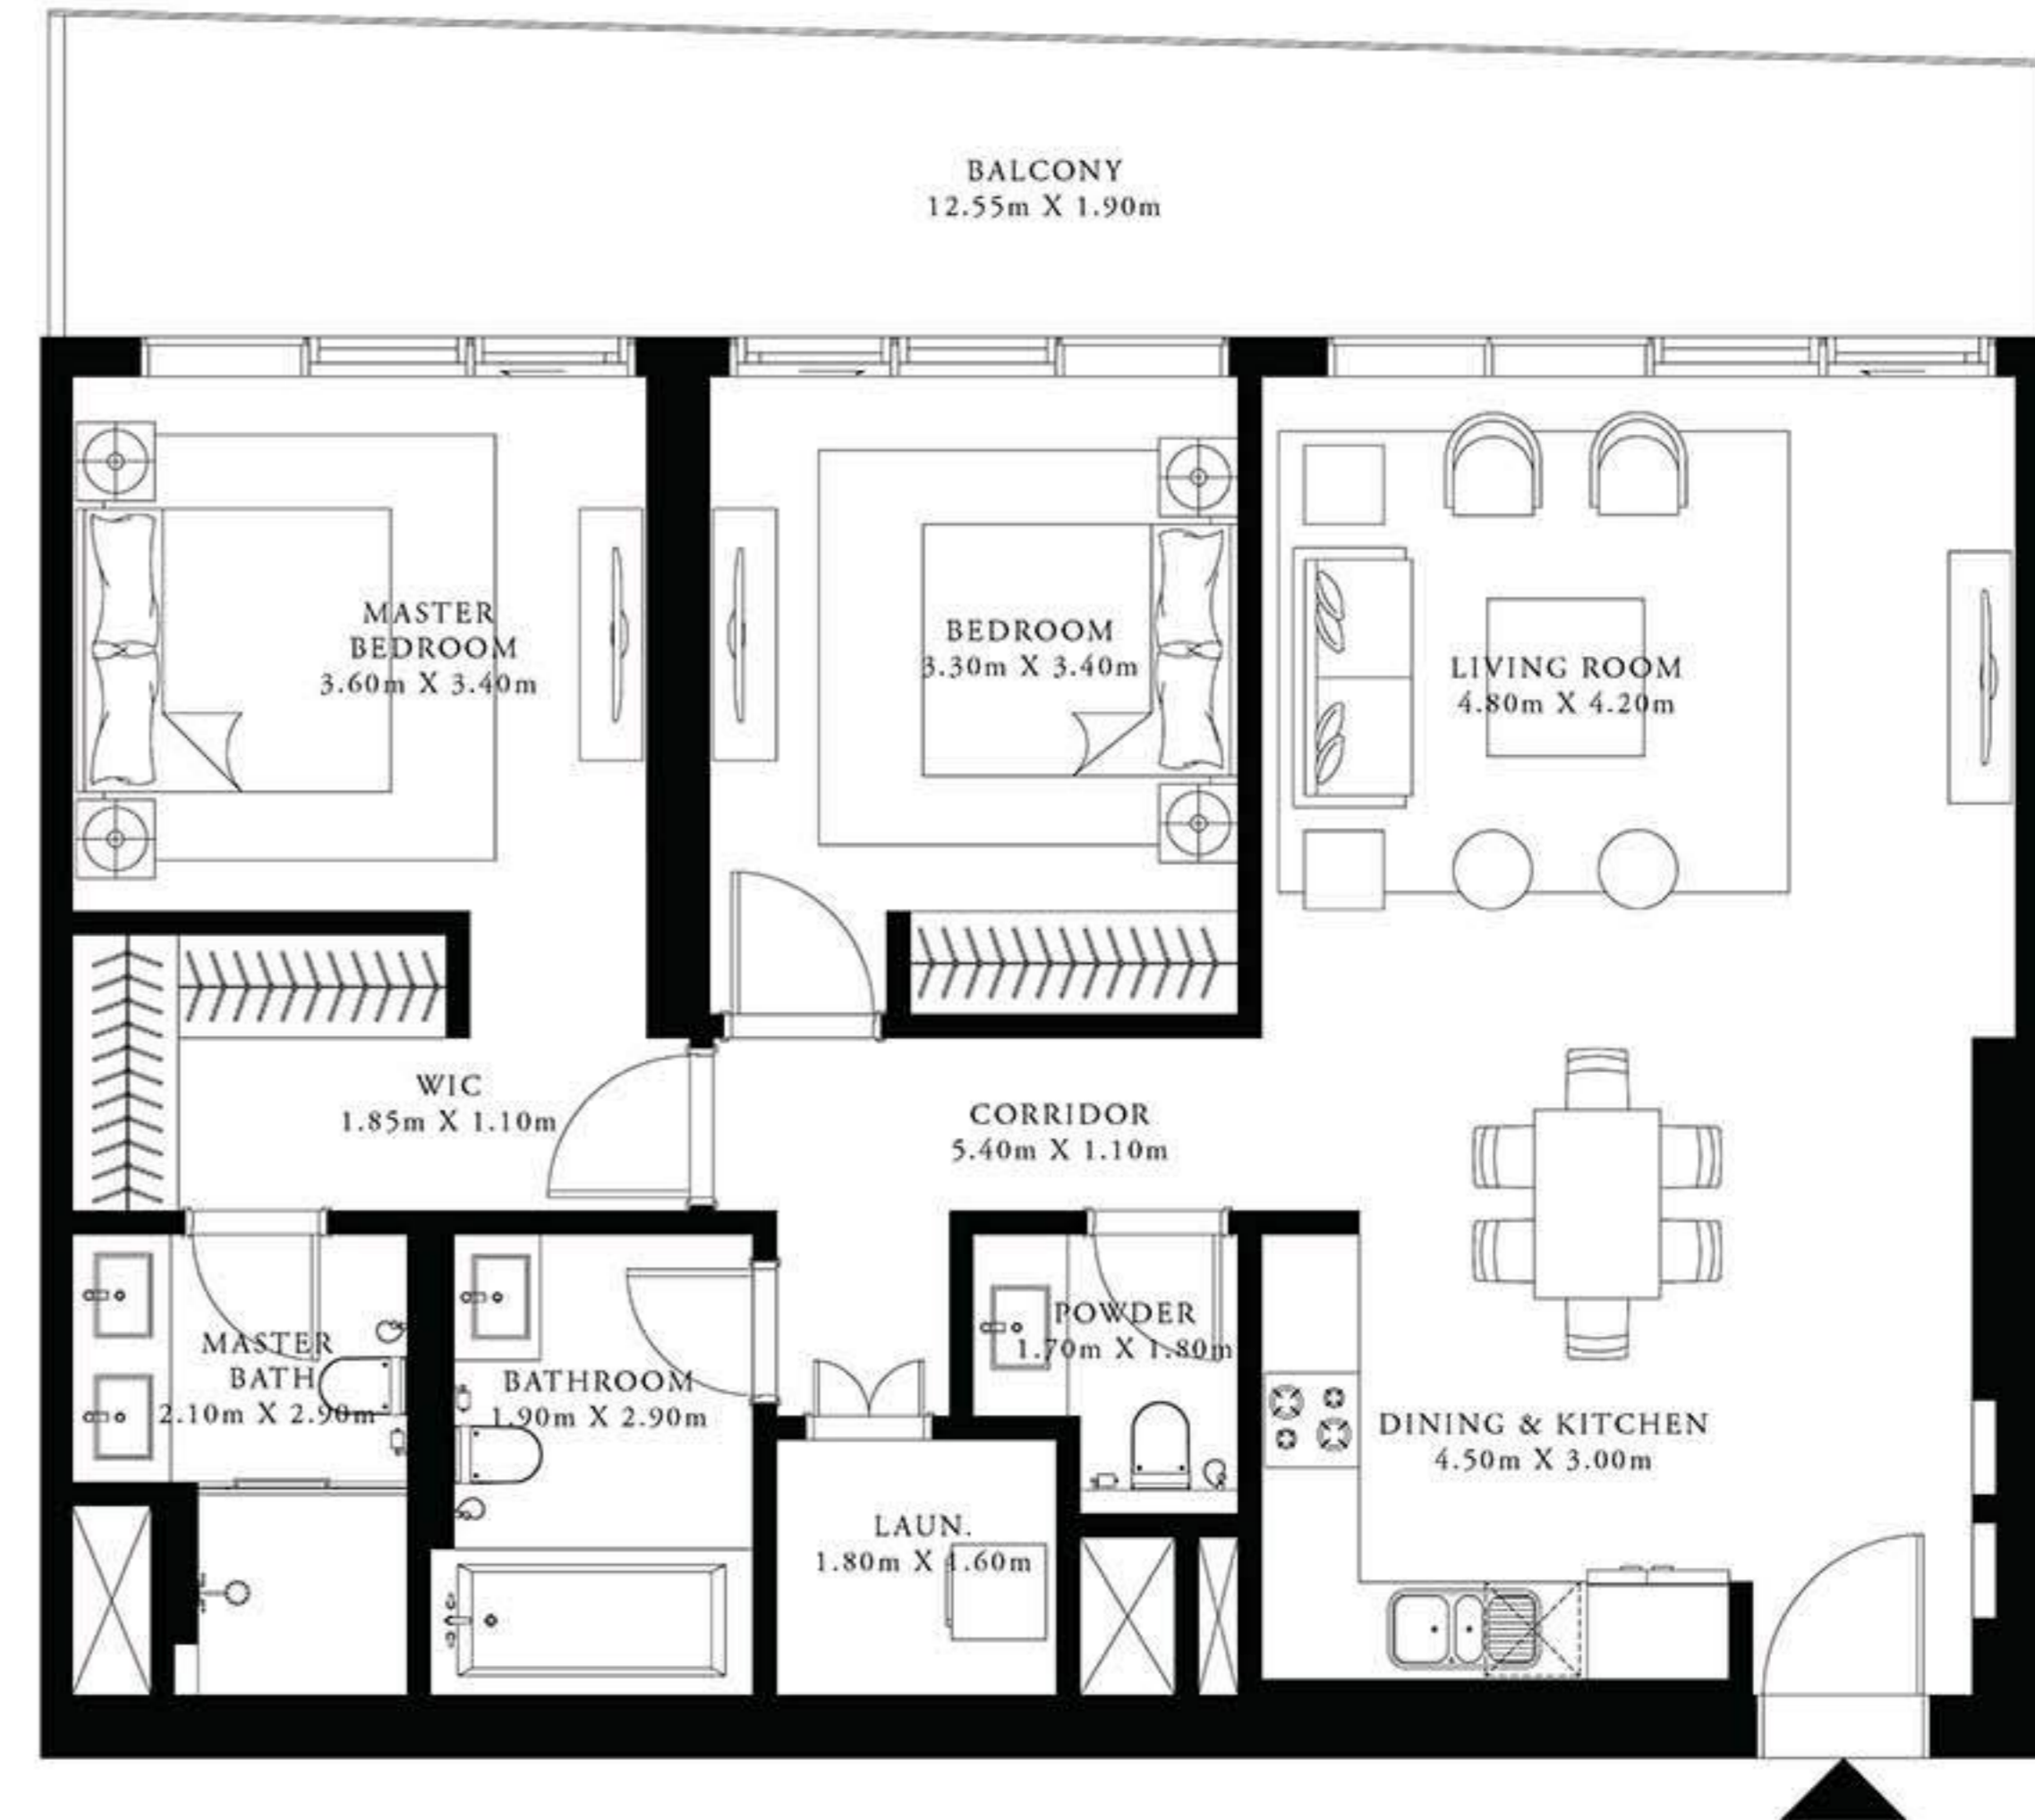 BALCONY
12.55m X 1.90m
MASTER
BEDROOM
3.60m X 3.40m
BEDROOM
3.30m X 3.40m
LIVING ROOM
4.80m X 4.20m
WIC
1.85m X 1.10m
CORRIDOR
5.40m X 1.10m
MASTER
BATH
2.10m X 2.90m
BATHROOM
1.90m X 2.90m
POWDER
1.70m X 1.80m
LAUN.
1.80m X 1.60m
DINING & KITCHEN
4.50m X 3.00m